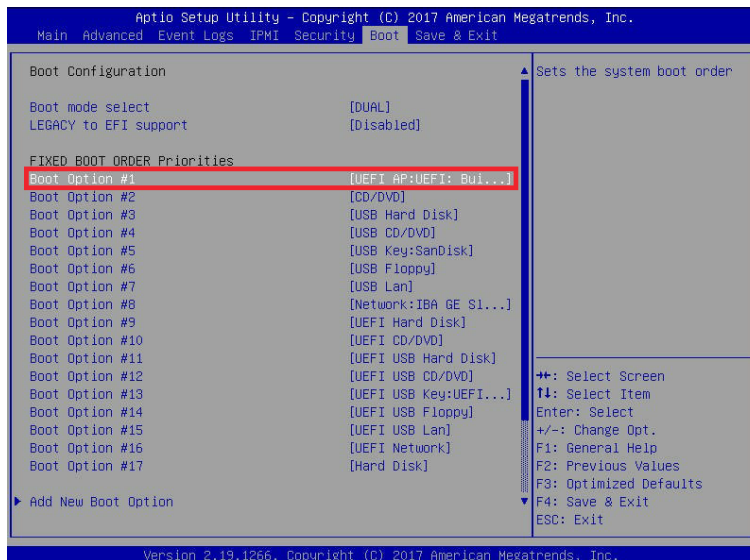 Aptio Setup Utility – Copyright (C) 2017 American Megatrends, Inc.
Main Advanced Event Logs IPMI Security Boot Save & Exit
Boot Configuration
Boot mode select [DUAL]
LEGACY to EFI support [Disabled]
FIXED BOOT ORDER Priorities
Boot Option #1 [UEFI AP:UEFI: Bui...]
Boot Option #2 [CD/DVD]
Boot Option #3 [USB Hard Disk]
Boot Option #4 [USB CD/DVD]
Boot Option #5 [USB Key:SanDisk]
Boot Option #6 [USB Floppy]
Boot Option #7 [USB Lan]
Boot Option #8 [Network:IBA GE Sl...]
Boot Option #9 [UEFI Hard Disk]
Boot Option #10 [UEFI CD/DVD]
Boot Option #11 [UEFI USB Hard Disk]
Boot Option #12 [UEFI USB CD/DVD]
Boot Option #13 [UEFI USB Key:UEFI...]
Boot Option #14 [UEFI USB Floppy]
Boot Option #15 [UEFI USB Lan]
Boot Option #16 [UEFI Network]
Boot Option #17 [Hard Disk]
Add New Boot Option
Sets the system boot order
→←: Select Screen
↑↓: Select Item
Enter: Select
+/-: Change Opt.
F1: General Help
F2: Previous Values
F3: Optimized Defaults
F4: Save & Exit
ESC: Exit
Version 2.19.1266. Copyright (C) 2017 American Megatrends, Inc.